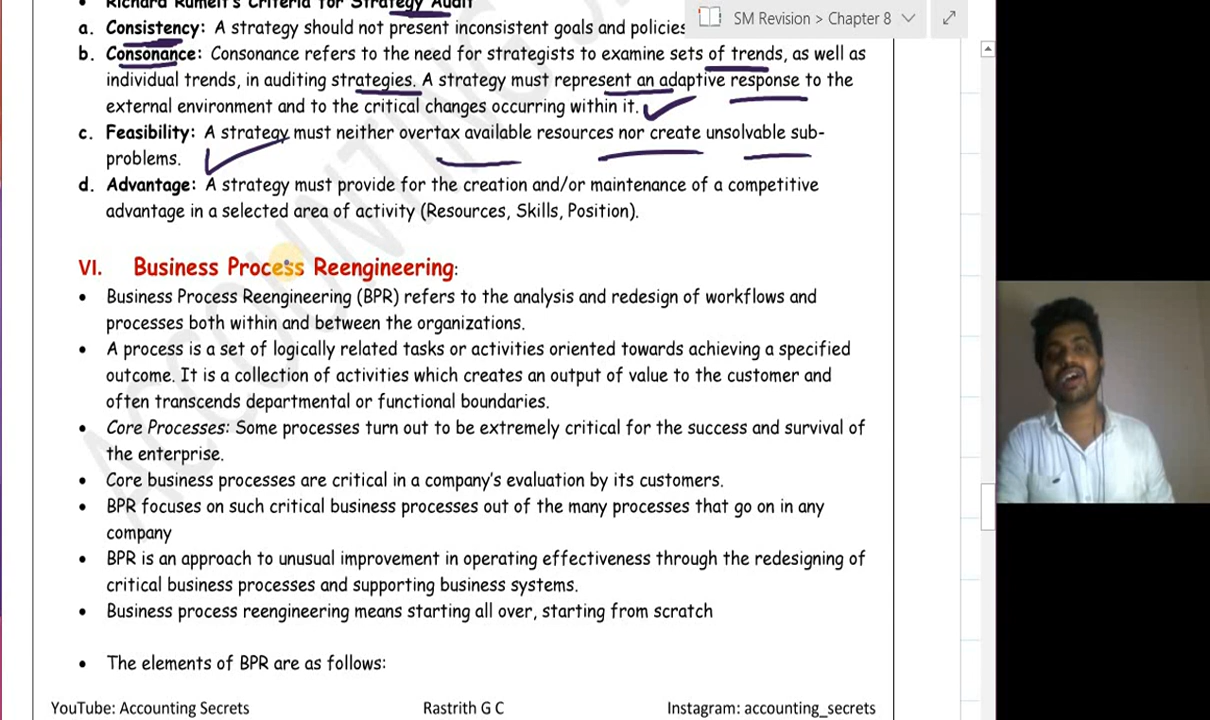 • Richard Rumelt's Criteria for Strategy Audit
SM Revision > Chapter 8
a. Consistency: A strategy should not present inconsistent goals and policies
b. Consonance: Consonance refers to the need for strategists to examine sets of trends, as well as
individual trends, in auditing strategies. A strategy must represent an adaptive response to the
external environment and to the critical changes occurring within it.
c. Feasibility: A strategy must neither overtax available resources nor create unsolvable sub-
problems.
d. Advantage: A strategy must provide for the creation and/or maintenance of a competitive
advantage in a selected area of activity (Resources, Skills, Position).
VI. Business Process Reengineering:
• Business Process Reengineering (BPR) refers to the analysis and redesign of workflows and
processes both within and between the organizations.
• A process is a set of logically related tasks or activities oriented towards achieving a specified
outcome. It is a collection of activities which creates an output of value to the customer and
often transcends departmental or functional boundaries.
• Core Processes: Some processes turn out to be extremely critical for the success and survival of
the enterprise.
• Core business processes are critical in a company's evaluation by its customers.
• BPR focuses on such critical business processes out of the many processes that go on in any
company
• BPR is an approach to unusual improvement in operating effectiveness through the redesigning of
critical business processes and supporting business systems.
• Business process reengineering means starting all over, starting from scratch
• The elements of BPR are as follows:
YouTube: Accounting Secrets Rastrith G C Instagram: accounting_secrets
ACCOUNTING